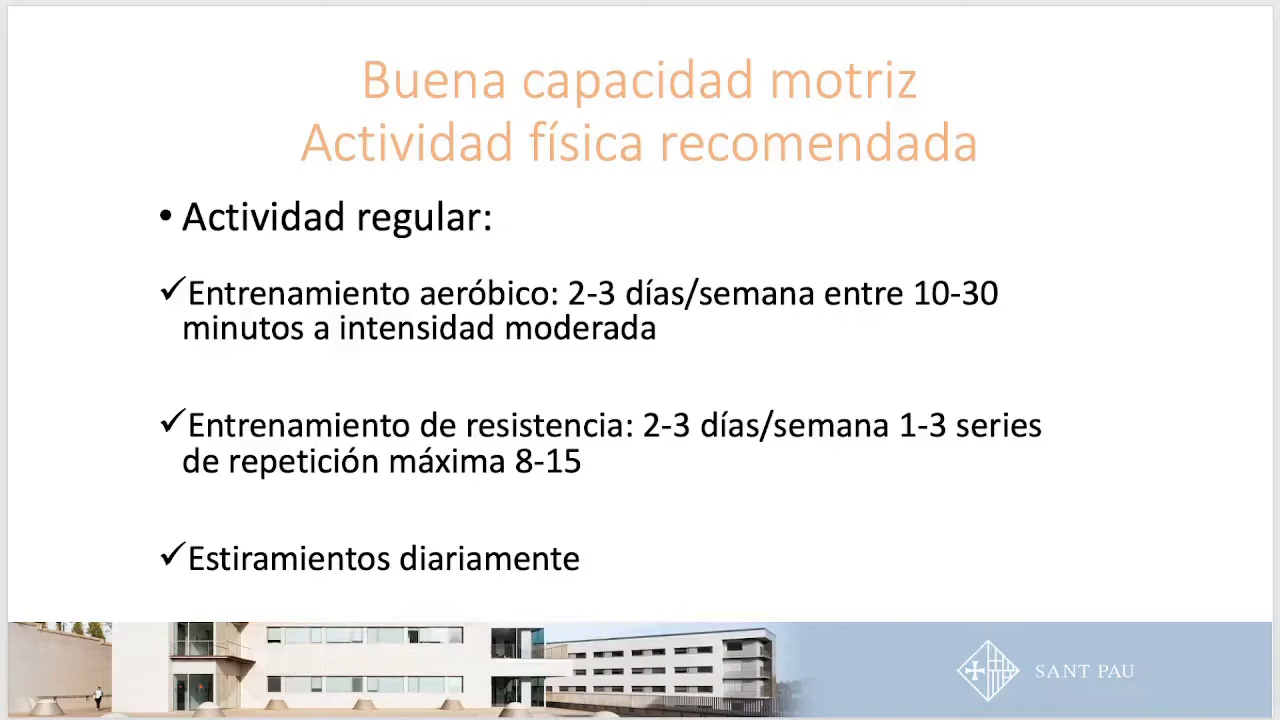 Buena capacidad motriz
Actividad física recomendada
• Actividad regular:
✓Entrenamiento aeróbico: 2-3 días/semana entre 10-30
minutos a intensidad moderada
✓Entrenamiento de resistencia: 2-3 días/semana 1-3 series
de repetición máxima 8-15
✓Estiramientos diariamente
SANT PAU